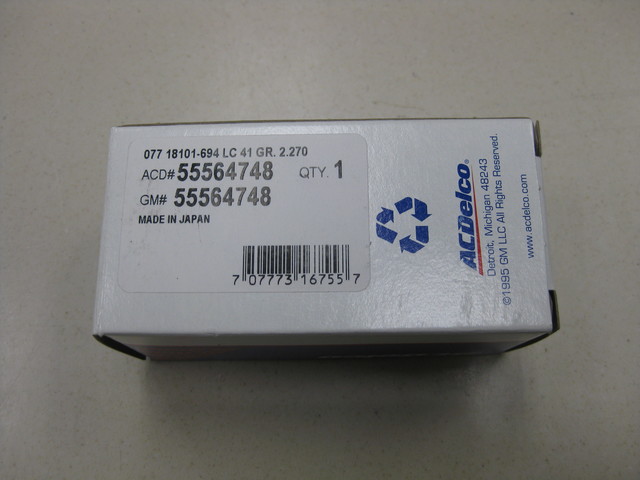 077 18101-694 LC 41 GR. 2.270
ACD# 55564748 QTY. 1
GM# 55564748
MADE IN JAPAN
7 07773 16755 7
ACDelco®
Detroit, Michigan 48243
©1995 GM LLC All Rights Reserved.
www.acdelco.com